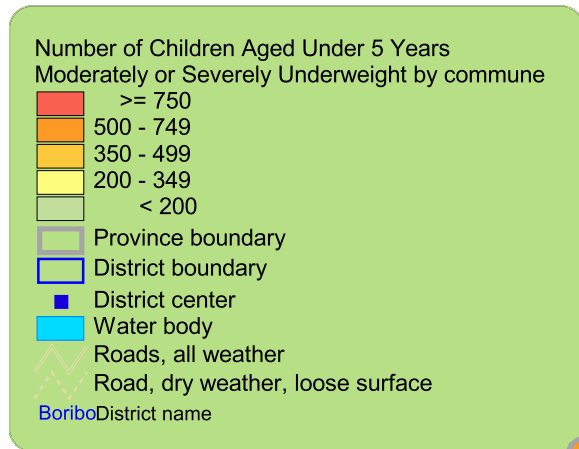 Number of Children Aged Under 5 Years
Moderately or Severely Underweight by commune
>= 750
500 - 749
350 - 499
200 - 349
< 200
Province boundary
District boundary
District center
Water body
Roads, all weather
Road, dry weather, loose surface
Boribo District name